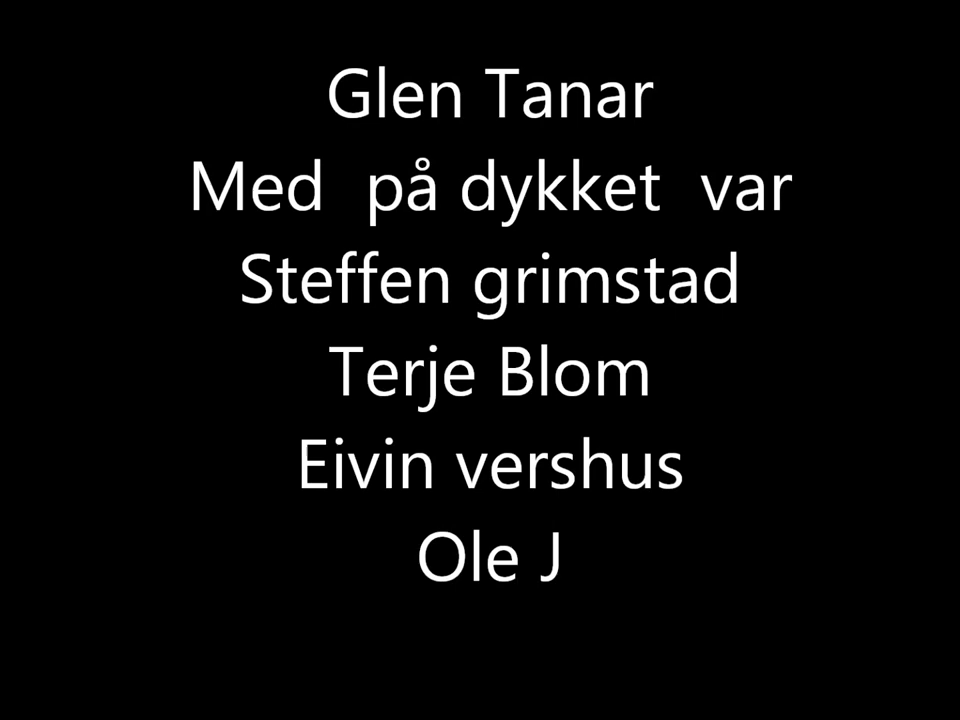 Glen Tanar
Med  på dykket  var
Steffen grimstad
Terje Blom
Eivin vershus
Ole J